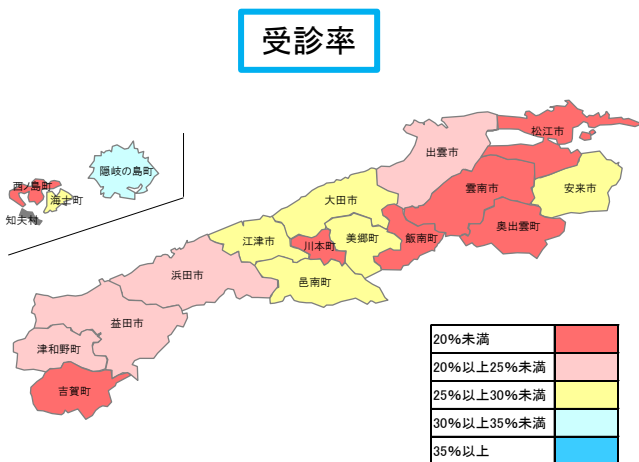 受診率
松江市
出雲市
隠岐の島町
西ノ島町
海士町
知夫村
雲南市
安来市
大田市
奥出雲町
飯南町
美郷町
川本町
江津市
邑南町
浜田市
益田市
津和野町
吉賀町
20%未満
20%以上25%未満
25%以上30%未満
30%以上35%未満
35%以上